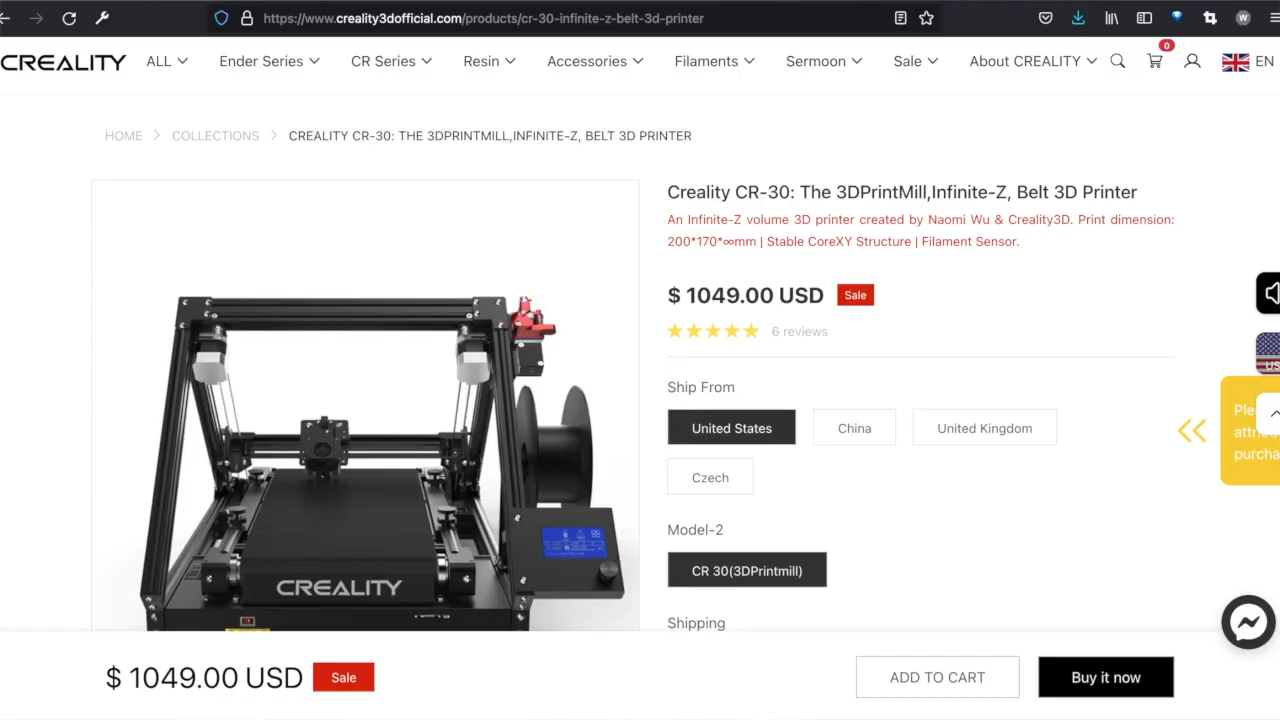 https://www.creality3dofficial.com/products/cr-30-infinite-z-belt-3d-printer
W
CREALITY
ALL
Ender Series
CR Series
Resin
Accessories
Filaments
Sermoon
Sale
About CREALITY
0
EN
HOME
COLLECTIONS
CREALITY CR-30: THE 3DPRINTMILL,INFINITE-Z, BELT 3D PRINTER
Creality CR-30: The 3DPrintMill,Infinite-Z, Belt 3D Printer
An Infinite-Z volume 3D printer created by Naomi Wu & Creality3D. Print dimension:
200*170*∞mm | Stable CoreXY Structure | Filament Sensor.
$ 1049.00 USD
Sale
6 reviews
Ship From
United States
China
United Kingdom
Czech
US
Model-2
CR 30(3DPrintmill)
Shipping
CREALITY
$ 1049.00 USD
Sale
ADD TO CART
Buy it now